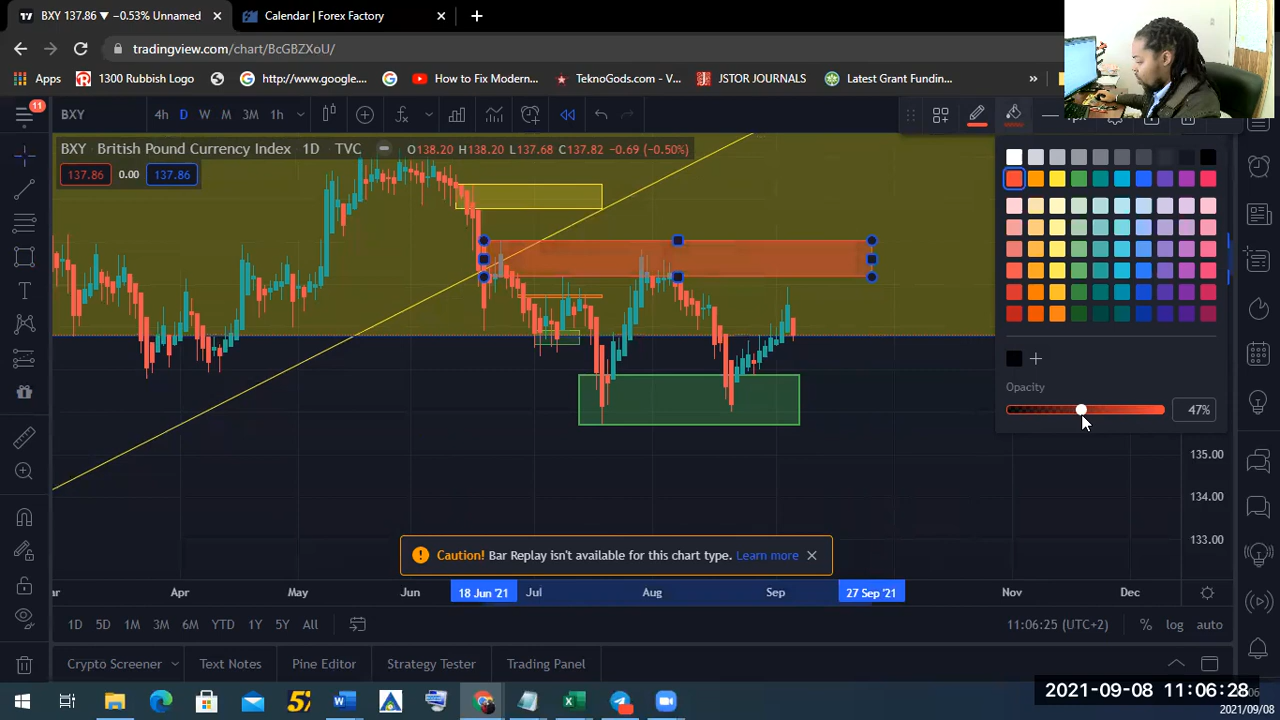 BXY 137.86 ▼ −0.53% Unnamed
Calendar | Forex Factory
tradingview.com/chart/BcGBZXoU/
Apps
1300 Rubbish Logo
http://www.google....
How to Fix Modern...
TeknoGods.com - V...
JSTOR JOURNALS
Latest Grant Fundin...
»
11
BXY
4h D W M 3M 1h
BXY British Pound Currency Index · 1D · TVC
O138.20 H138.20 L137.68 C137.82 −0.69 (−0.50%)
137.86 0.00 137.86
Opacity
47%
135.00
134.00
133.00
Caution! Bar Replay isn't available for this chart type. Learn more
Apr May Jun 18 Jun '21 Jul Aug Sep 27 Sep '21 Nov Dec
1D 5D 1M 3M 6M YTD 1Y 5Y All
11:06:25 (UTC+2) % log auto
Crypto Screener Text Notes Pine Editor Strategy Tester Trading Panel
2021-09-08 11:06:28
2021/09/08